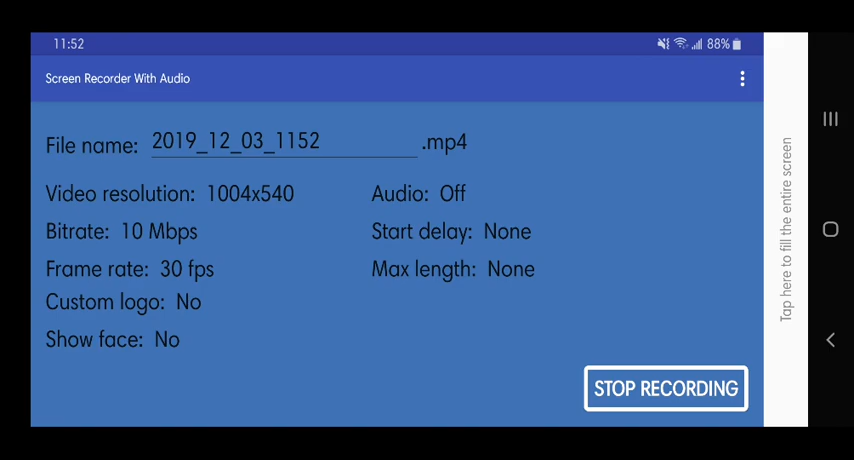 11:52 88%
Screen Recorder With Audio
File name: 2019_12_03_1152 .mp4
Video resolution: 1004x540 Audio: Off
Bitrate: 10 Mbps Start delay: None
Frame rate: 30 fps Max length: None
Custom logo: No
Show face: No
STOP RECORDING
Tap here to fill the entire screen